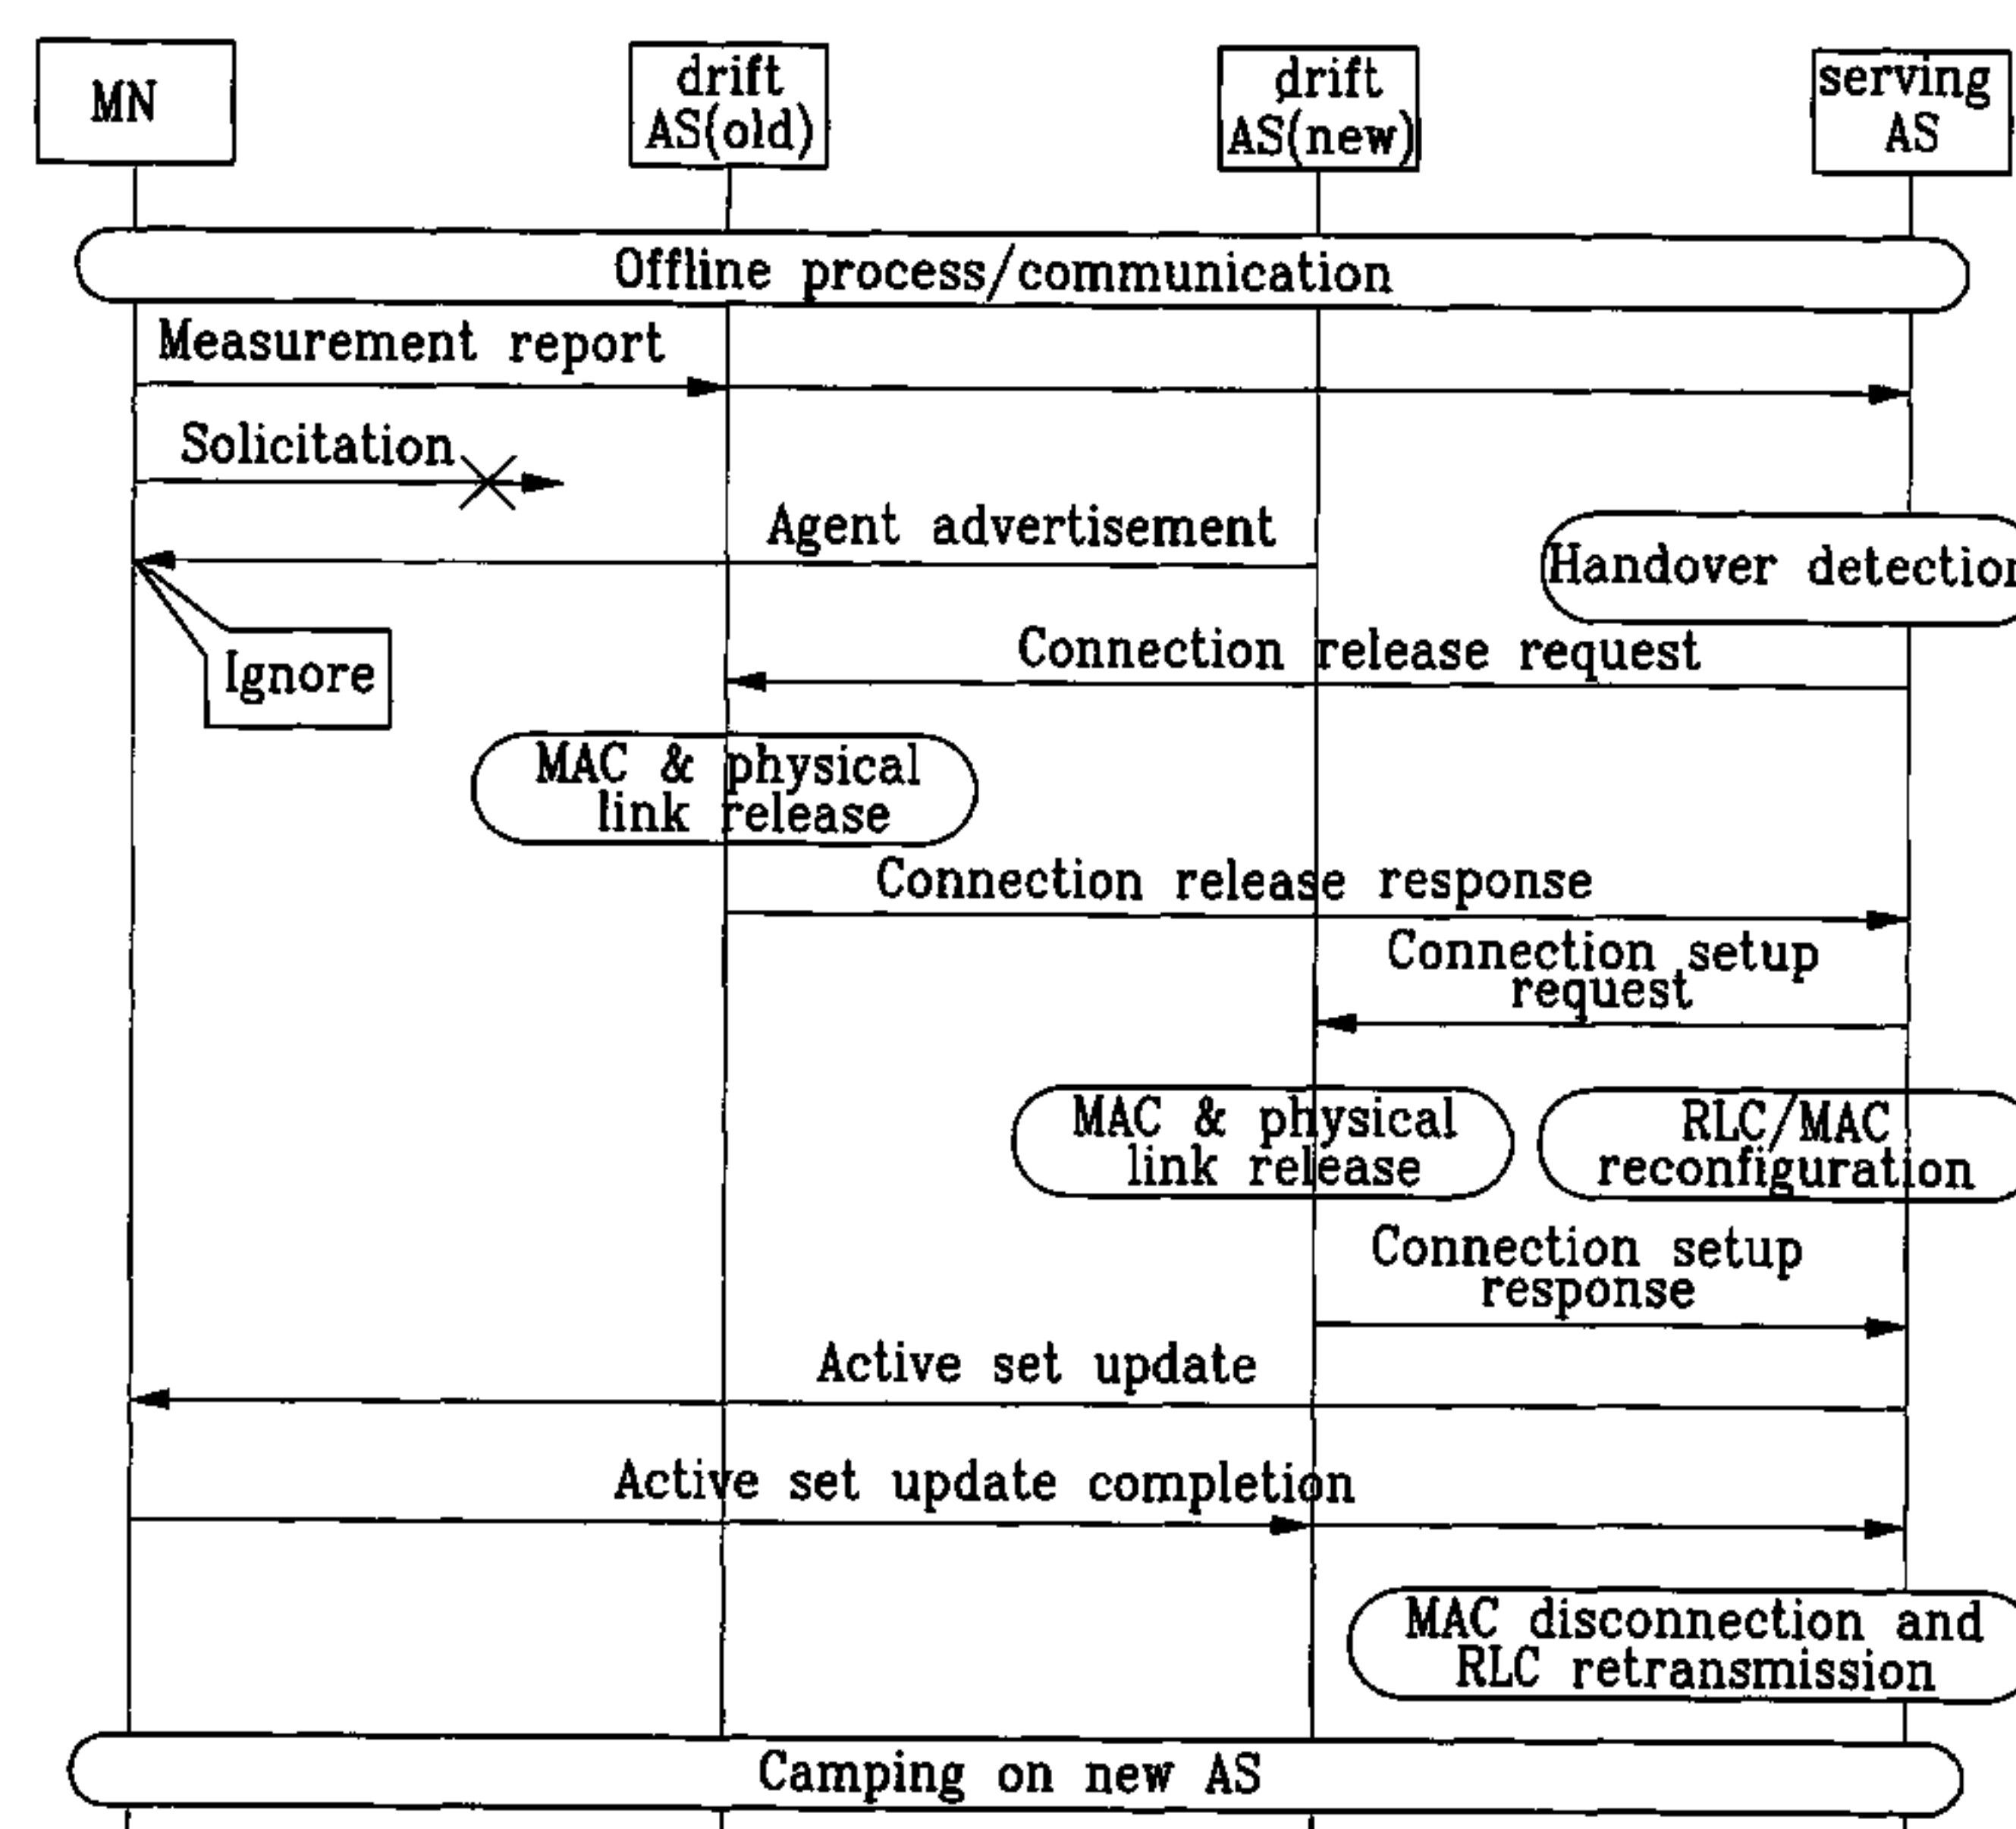 MN
drift
AS(old)
drift
AS(new)
serving
AS
Offline process/communication
Measurement report
Solicitation
Agent advertisement
Handover detection
Ignore
Connection release request
MAC & physical
link release
Connection release response
Connection setup
request
MAC & physical
link release
RLC/MAC
reconfiguration
Connection setup
response
Active set update
Active set update completion
MAC disconnection and
RLC retransmission
Camping on new AS